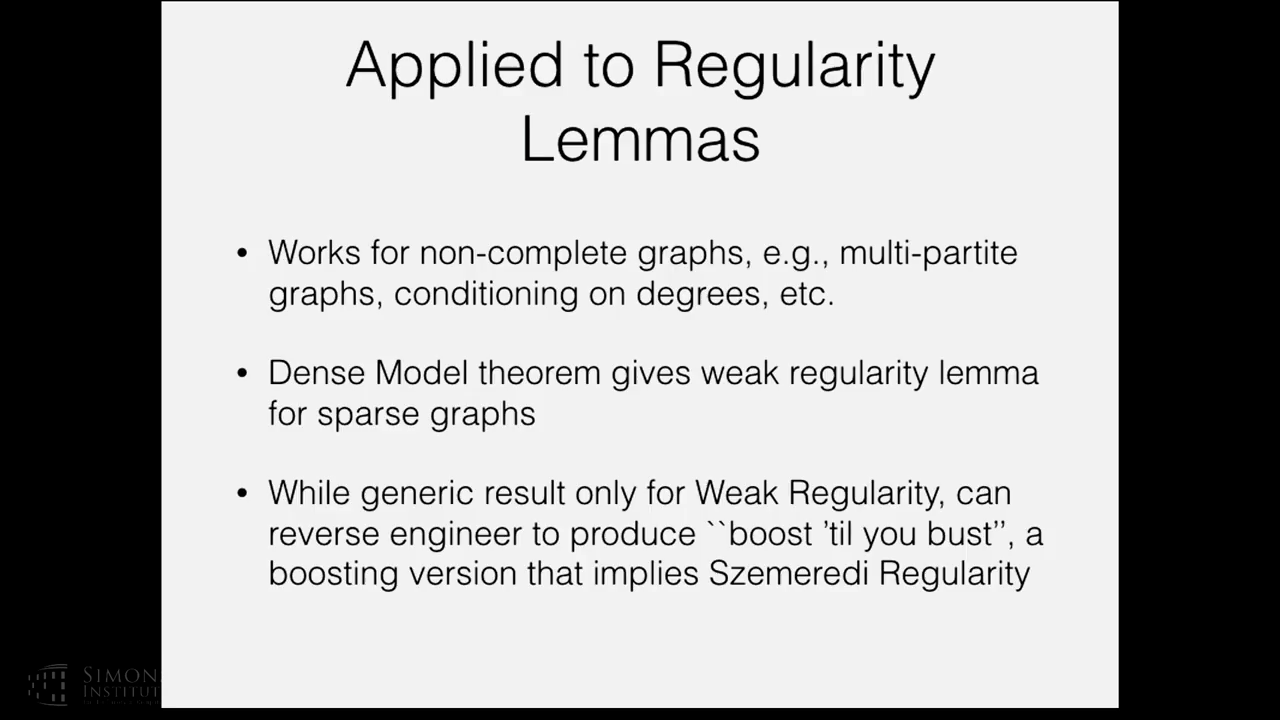 Applied to Regularity
Lemmas
• Works for non-complete graphs, e.g., multi-partite
graphs, conditioning on degrees, etc.
• Dense Model theorem gives weak regularity lemma
for sparse graphs
• While generic result only for Weak Regularity, can
reverse engineer to produce ``boost ’til you bust’’, a
boosting version that implies Szemeredi Regularity
SIMONS
INSTITUT